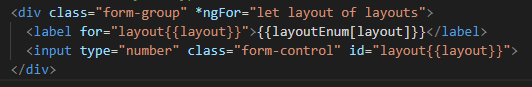 <div class="form-group" *ngFor="let layout of layouts">
<label for="layout{{layout}}">{{layoutEnum[layout]}}</label>
<input type="number" class="form-control" id="layout{{layout}}">
</div>